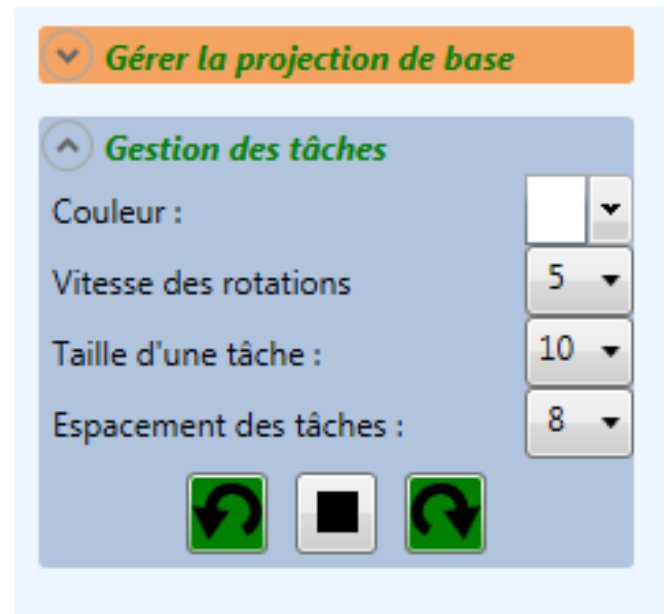 Gérer la projection de base
Gestion des tâches
Couleur :
Vitesse des rotations 5
Taille d'une tâche : 10
Espacement des tâches : 8